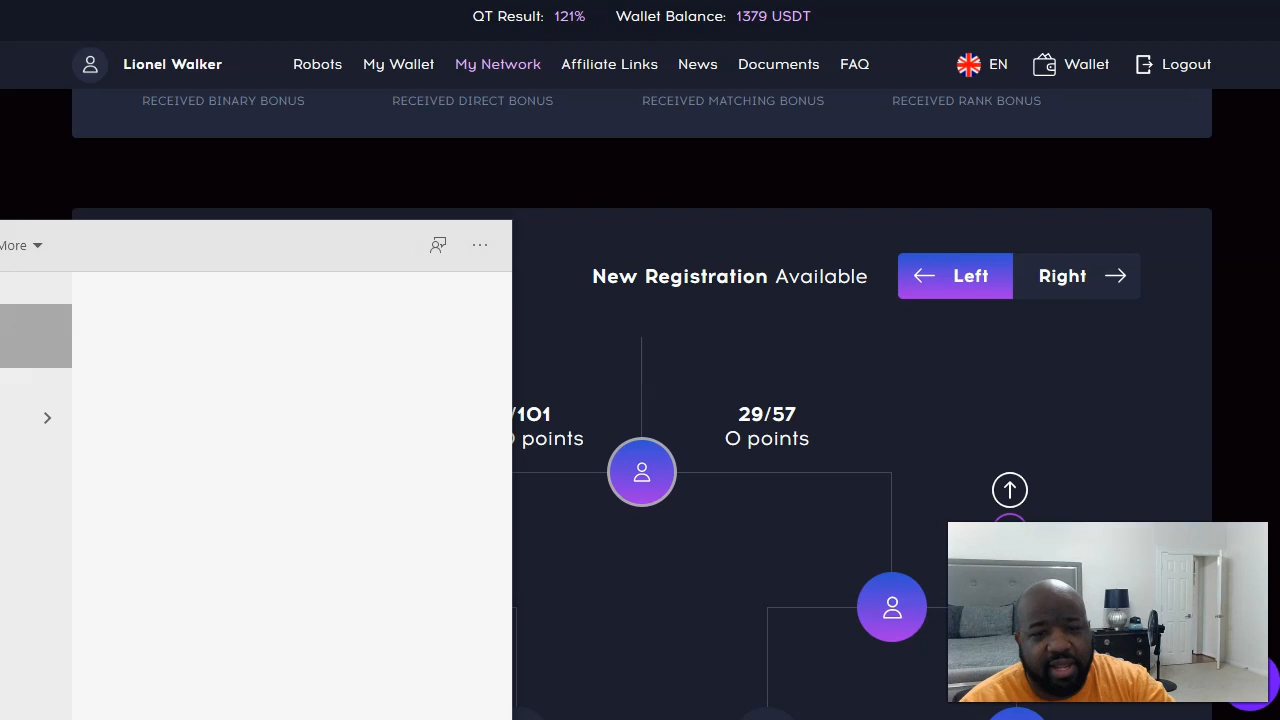 QT Result: 121% Wallet Balance: 1379 USDT
Lionel Walker Robots My Wallet My Network Affiliate Links News Documents FAQ EN Wallet Logout
RECEIVED BINARY BONUS RECEIVED DIRECT BONUS RECEIVED MATCHING BONUS RECEIVED RANK BONUS
More
New Registration Available Left Right
/101 29/57
points 0 points